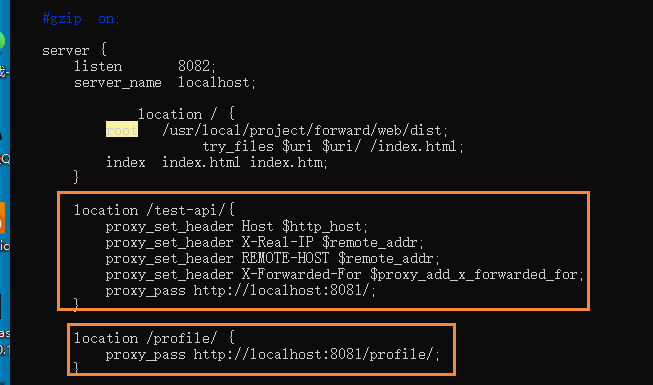 #gzip  on;
server {
listen       8082;
server_name  localhost;
location / {
root   /usr/local/project/forward/web/dist;
try_files $uri $uri/ /index.html;
index  index.html index.htm;
}
location /test-api/{
proxy_set_header Host $http_host;
proxy_set_header X-Real-IP $remote_addr;
proxy_set_header REMOTE-HOST $remote_addr;
proxy_set_header X-Forwarded-For $proxy_add_x_forwarded_for;
proxy_pass http://localhost:8081/;
}
location /profile/ {
proxy_pass http://localhost:8081/profile/;
}